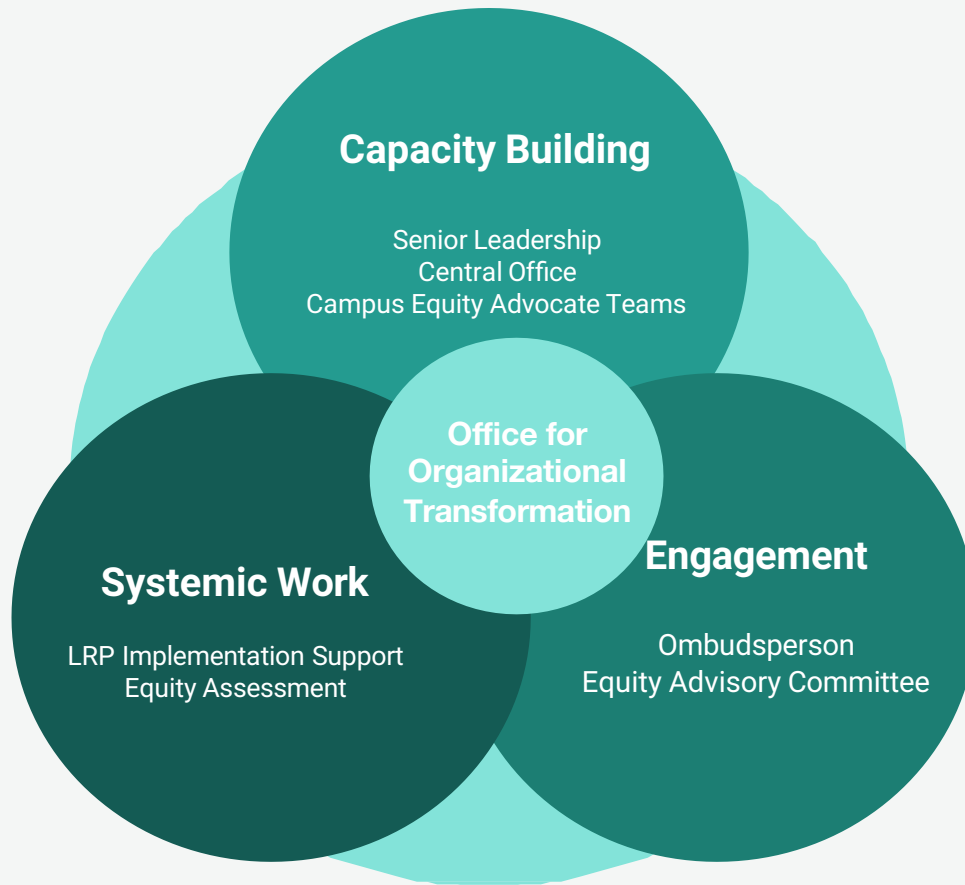 Capacity Building
Senior Leadership
Central Office
Campus Equity Advocate Teams
Office for
Organizational
Transformation
Systemic Work
LRP Implementation Support
Equity Assessment
Engagement
Ombudsperson
Equity Advisory Committee